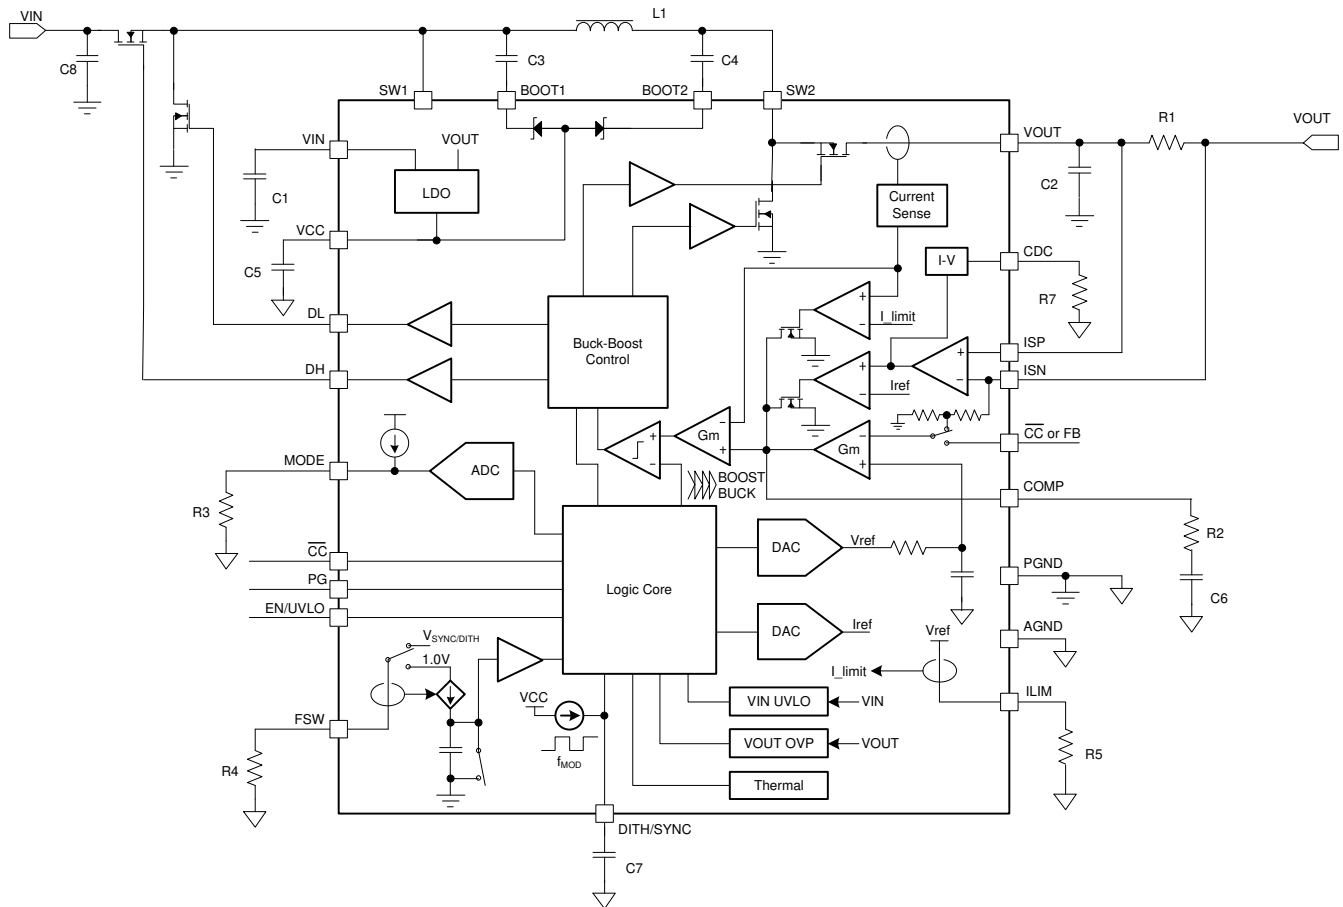 VIN
L1
C8
C3
C4
SW1
BOOT1
BOOT2
SW2
VIN
VOUT
VOUT
R1
VOUT
C1
LDO
C2
Current
Sense
VCC
C5
I-V
CDC
R7
DL
Buck-Boost
Control
I_limit
ISP
DH
Iref
ISN
Gm
Gm
CC or FB
MODE
ADC
BOOST
BUCK
COMP
R3
R2
CC
DAC
Vref
PG
Logic Core
PGND
C6
EN/UVLO
DAC
Iref
Vref
AGND
VSYNC/DITH
1.0V
I_limit
FSW
VCC
VIN UVLO
VIN
ILIM
fMOD
VOUT OVP
VOUT
R4
R5
Thermal
DITH/SYNC
C7
+
−
+
−
+
−
−
+
−
+
+
−